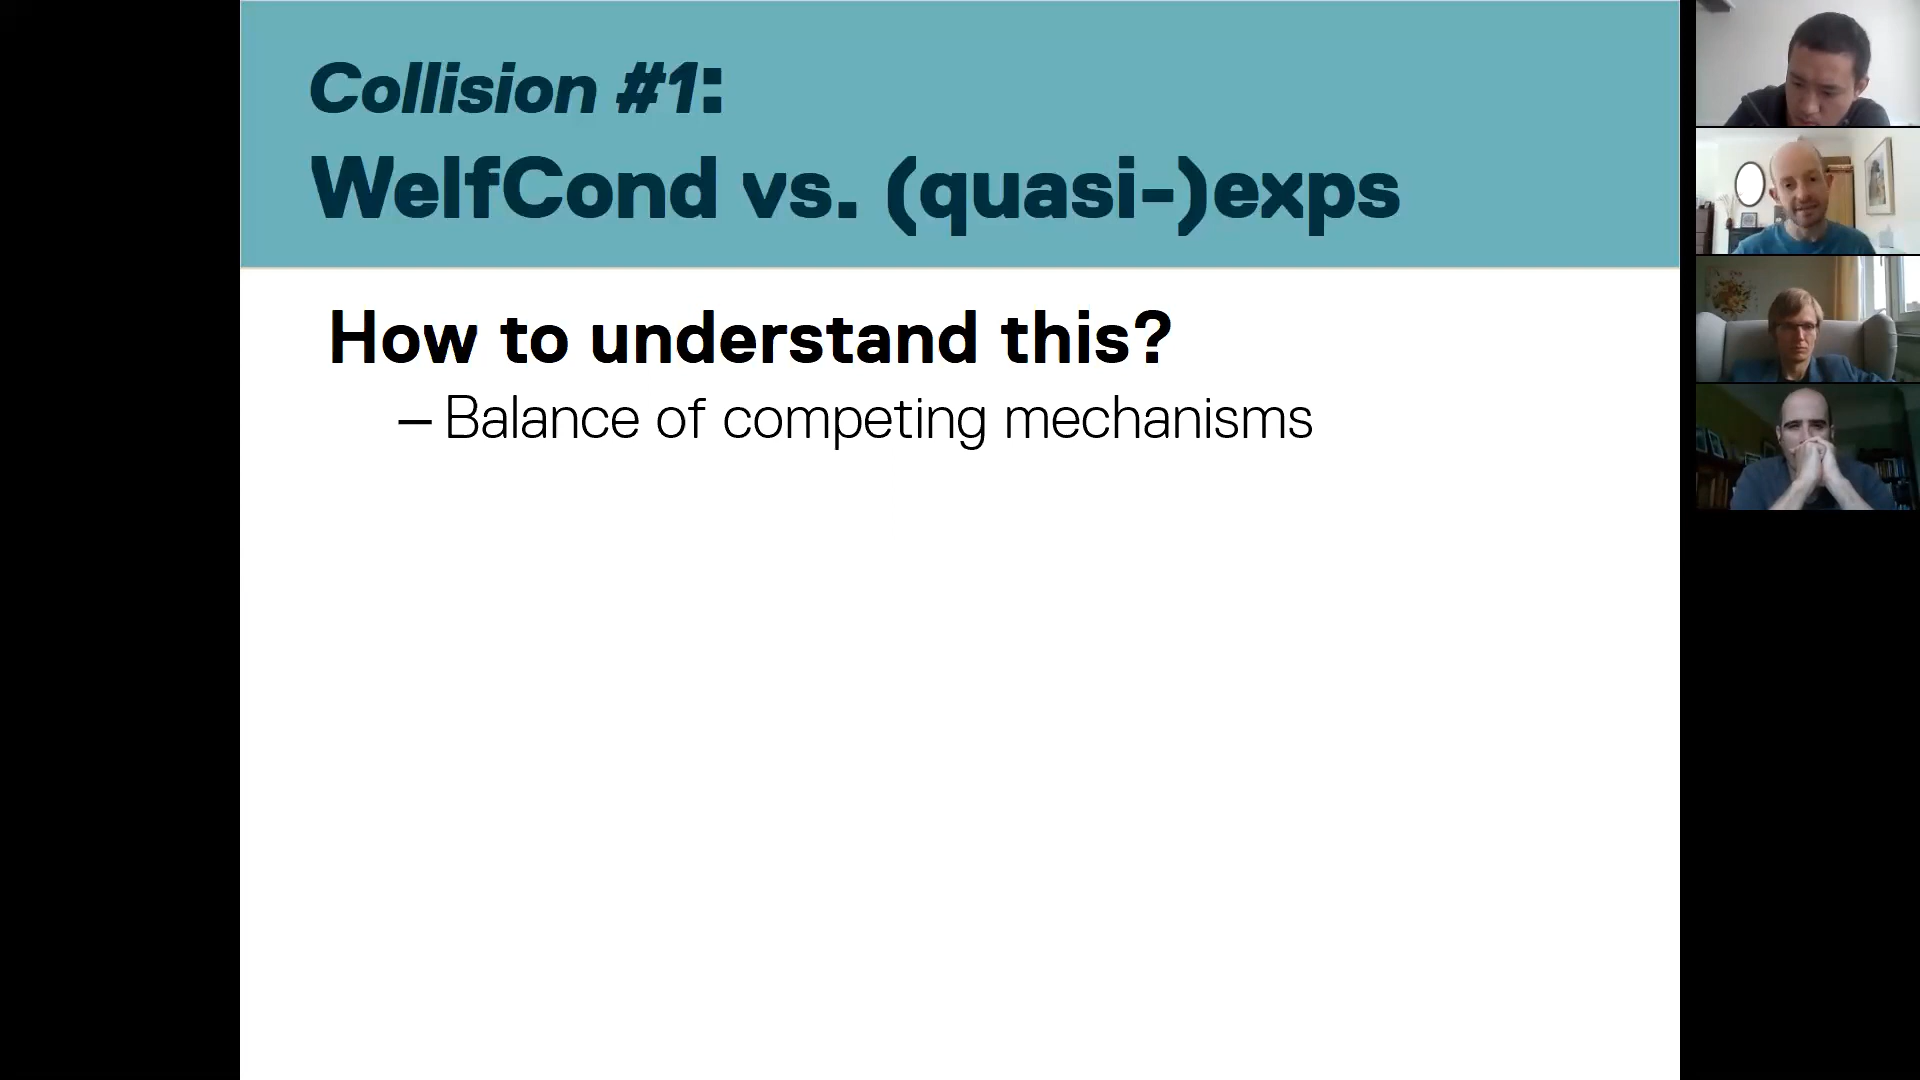 Collision #1:
WelfCond vs. (quasi-)exps
How to understand this?
– Balance of competing mechanisms